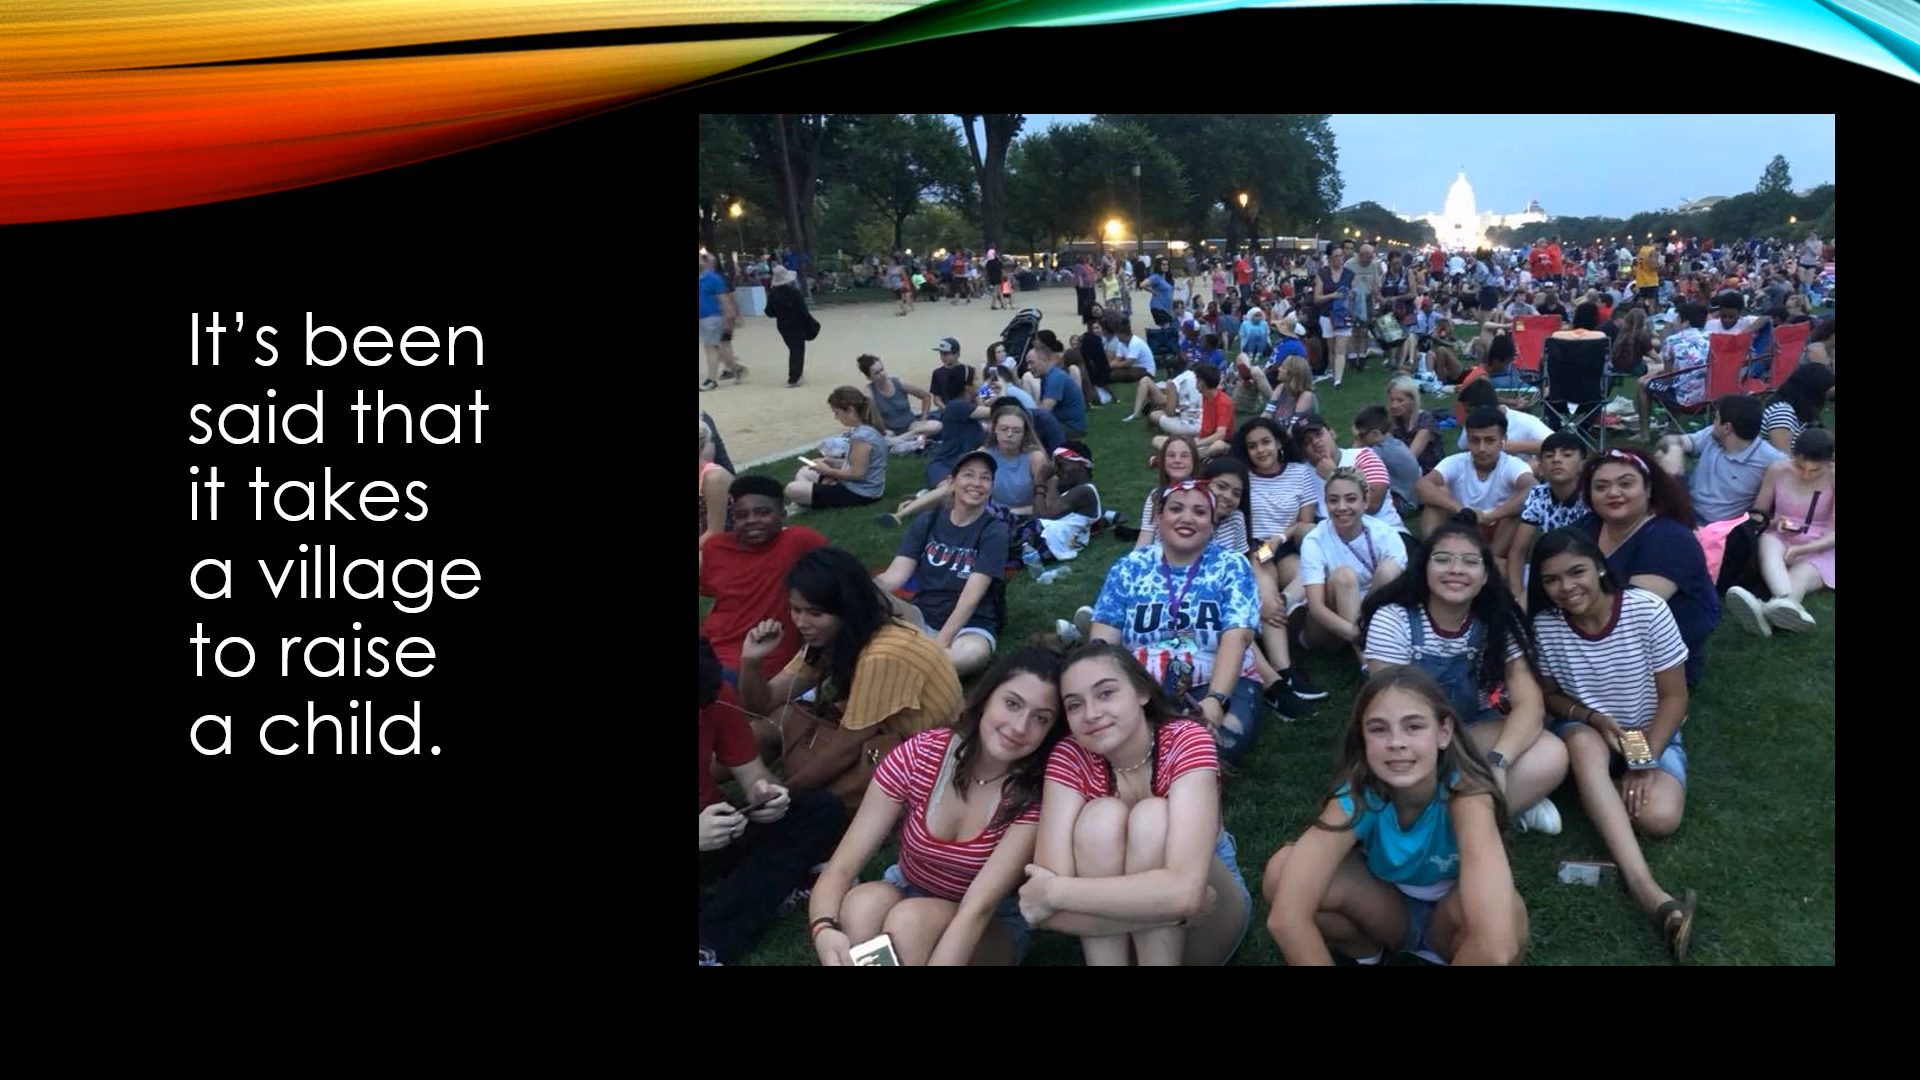 It’s been
said that
it takes
a village
to raise
a child.
USA